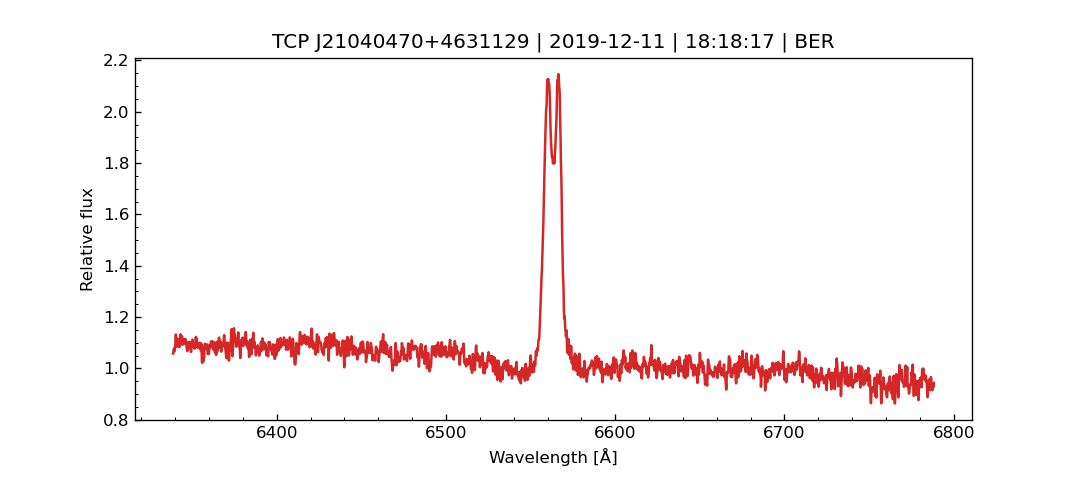 TCP J21040470+4631129 | 2019-12-11 | 18:18:17 | BER
2.2
2.0
1.8
1.6
1.4
1.2
1.0
0.8
Relative flux
6400 6500 6600 6700 6800
Wavelength [Å]